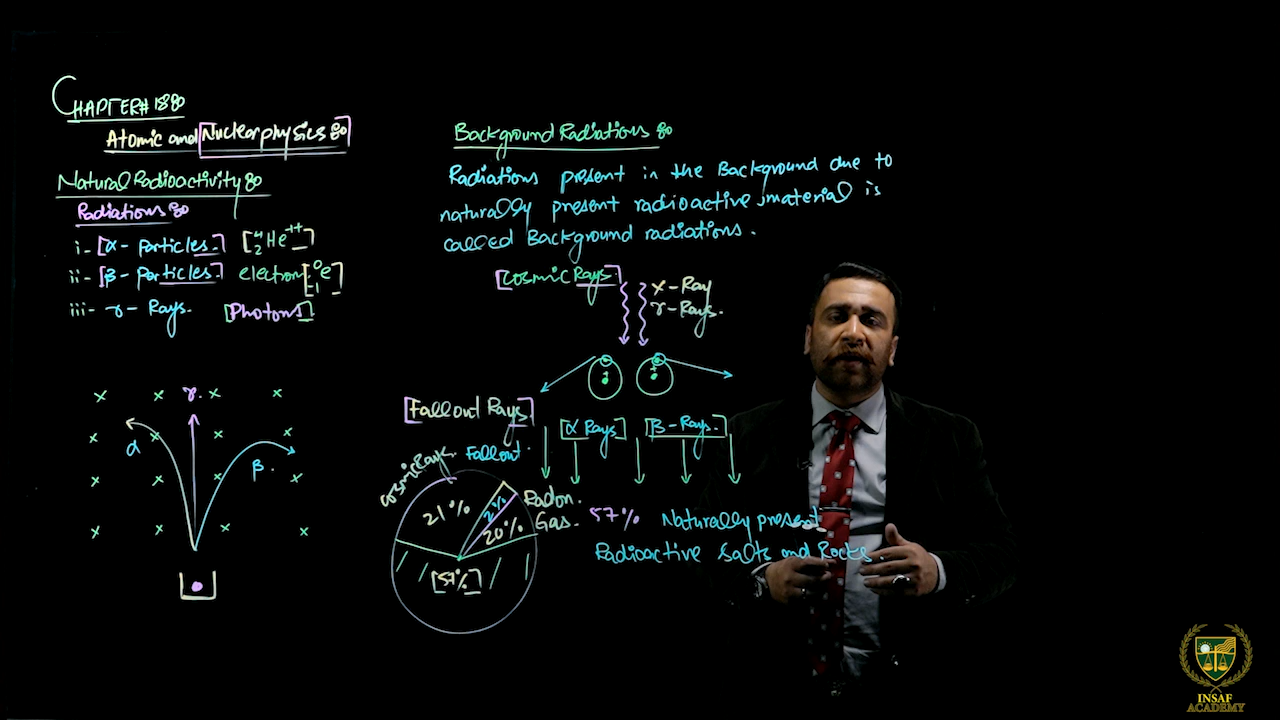 CHAPTER# 18:
Atomic and Nuclear physics:
Natural Radioactivity:
Radiations:
i- [α- particles.] [⁴₂He⁺⁺]
ii- [β- particles. electron [⁰₋₁e]
iii- γ- Rays. [Photons]
x x γ. x x
x α x x x
x x x β. x
x x x x
Background Radiations:
Radiations present in the Background due to
naturally present radioactive material is
called Background radiations.
[Cosmic Rays.] X-Ray
γ-Rays.
[Fallout Rays] [α Rays] [β-Rays.]
Cosmic Rays. Fallout.
21% 2% 20% Radon
Gas.
[57%]
57% Naturally present
Radioactive Salts and Rocks.
INSAF
ACADEMY